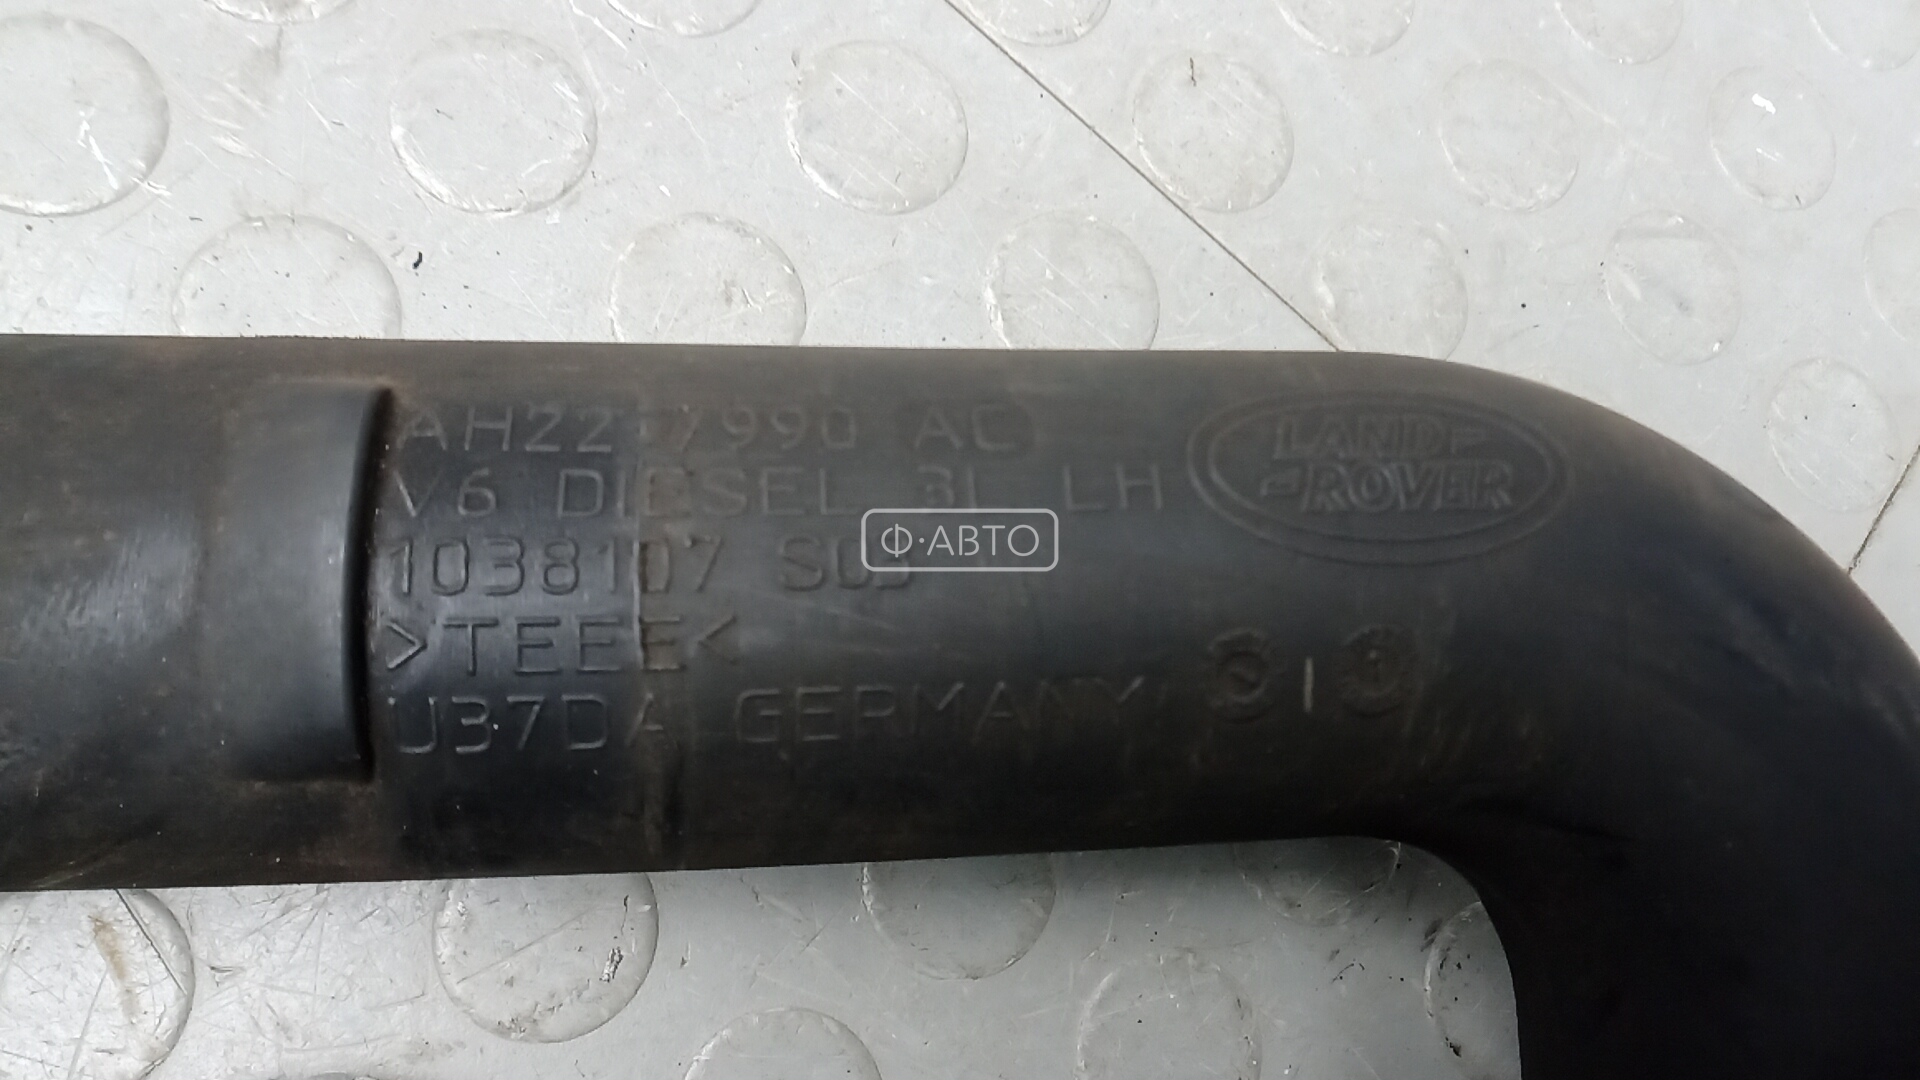 AH22-7990 AC
V6 DIESEL 3L LH
LAND-
-ROVER
Ф·АВТО
1038107 S03
>TEEE<
U37DA GERMANY